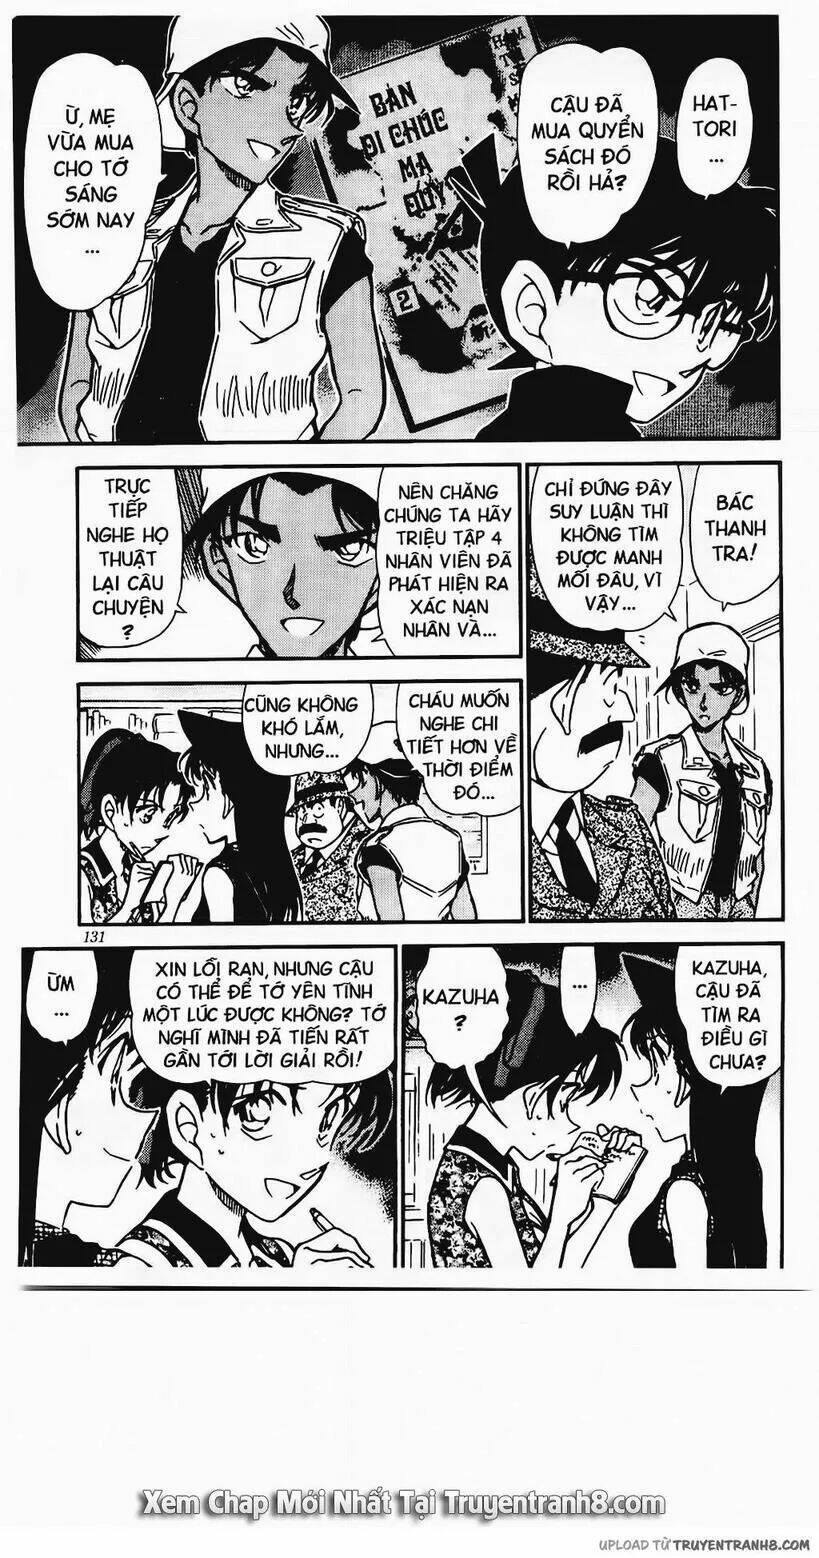 HAT-
TORI
...
CẬU ĐÃ
MUA QUYỂN
SÁCH ĐÓ
RỒI HẢ?
BẢN
DI CHÚC
MA
QUỶ
2
Ừ, MẸ
VỪA MUA
CHO TỚ
SÁNG
SỚM NAY
...
BÁC
THANH
TRA!
CHỈ ĐỨNG ĐÂY
SUY LUẬN THÌ
KHÔNG TÌM
ĐƯỢC MANH
MỐI ĐÂU, VÌ
VẬY...
NÊN CHĂNG
CHÚNG TA HÃY
TRIỆU TẬP 4
NHÂN VIÊN ĐÃ
PHÁT HIỆN RA
XÁC NẠN
NHÂN VÀ...
TRỰC
TIẾP
NGHE HỌ
THUẬT
LẠI CÂU
CHUYỆN
?
CHÁU MUỐN
NGHE CHI
TIẾT HƠN VỀ
THỜI ĐIỂM
ĐÓ...
CŨNG KHÔNG
KHÓ LẮM,
NHƯNG...
131
KAZUHA,
CẬU ĐÃ
TÌM RA
ĐIỀU GÌ
CHƯA?
...
KAZUHA
?
XIN LỖI RAN, NHƯNG CẬU
CÓ THỂ ĐỂ TỚ YÊN TĨNH
MỘT LÚC ĐƯỢC KHÔNG? TỚ
NGHĨ MÌNH ĐÃ TIẾN RẤT
GẦN TỚI LỜI GIẢI RỒI!
ỪM
...
Xem Chap Mới Nhất Tại Truyentranh8.com
UPLOAD TỪ TRUYENTRANH8.COM